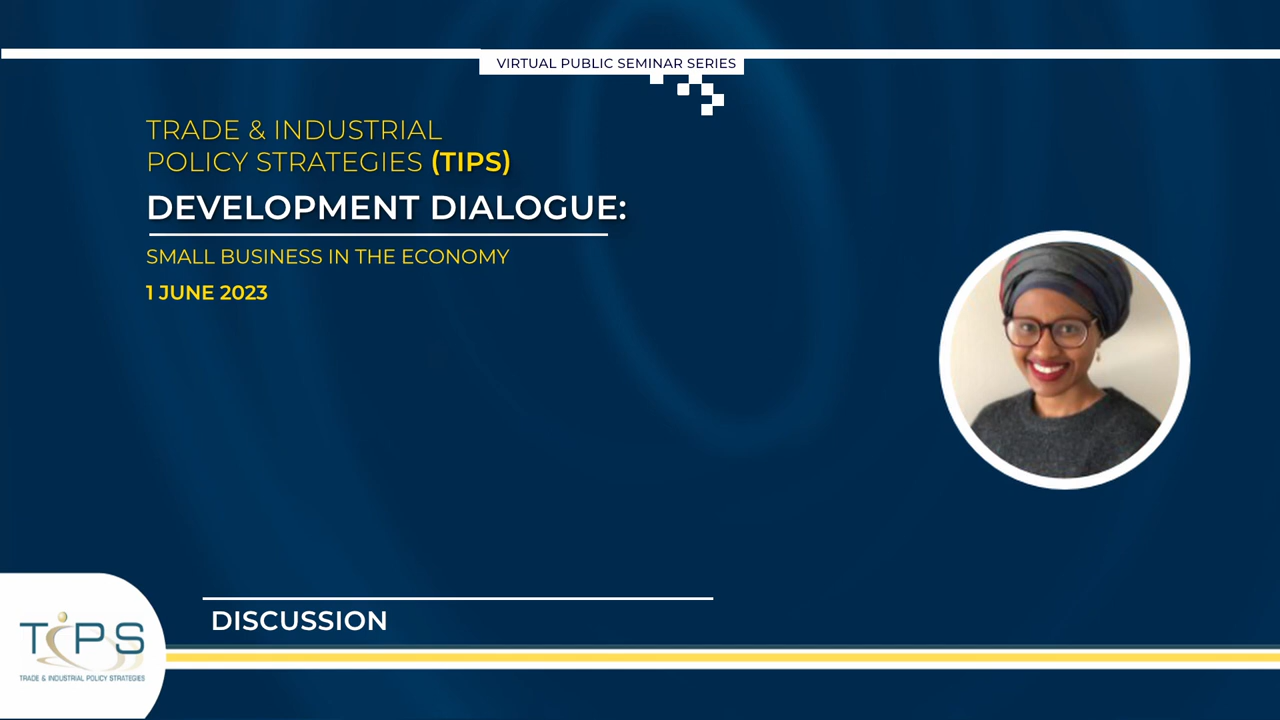 VIRTUAL PUBLIC SEMINAR SERIES
TRADE & INDUSTRIAL
POLICY STRATEGIES (TIPS)
DEVELOPMENT DIALOGUE:
SMALL BUSINESS IN THE ECONOMY
1 JUNE 2023
DISCUSSION
TiPS
TRADE & INDUSTRIAL POLICY STRATEGIES